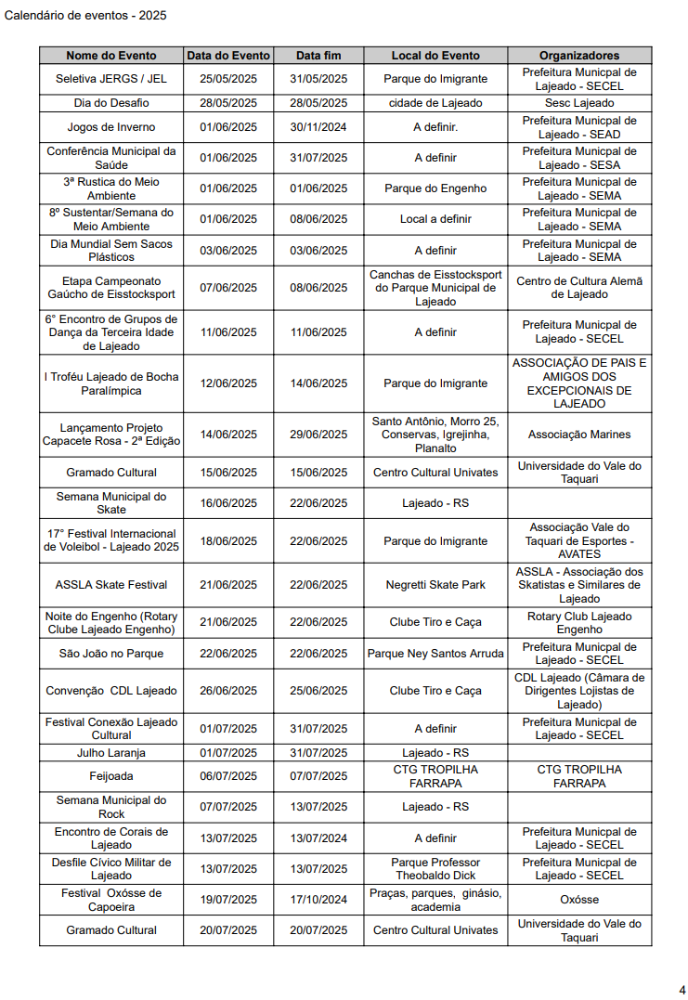 Calendário de eventos - 2025
Nome do Evento Data do Evento Data fim Local do Evento Organizadores
Seletiva JERGS / JEL 25/05/2025 31/05/2025 Parque do Imigrante Prefeitura Municpal de
Lajeado - SECEL
Dia do Desafio 28/05/2025 28/05/2025 cidade de Lajeado Sesc Lajeado
Jogos de Inverno 01/06/2025 30/11/2024 A definir. Prefeitura Municpal de
Lajeado - SEAD
Conferência Municipal da
Saúde 01/06/2025 31/07/2025 A definir Prefeitura Municpal de
Lajeado - SESA
3ª Rustica do Meio
Ambiente 01/06/2025 01/06/2025 Parque do Engenho Prefeitura Municpal de
Lajeado - SEMA
8º Sustentar/Semana do
Meio Ambiente 01/06/2025 08/06/2025 Local a definir Prefeitura Municpal de
Lajeado - SEMA
Dia Mundial Sem Sacos
Plásticos 03/06/2025 03/06/2025 A definir Prefeitura Municpal de
Lajeado - SEMA
Etapa Campeonato
Gaúcho de Eisstocksport 07/06/2025 08/06/2025 Canchas de Eisstocksport
do Parque Municipal de
Lajeado Centro de Cultura Alemã
de Lajeado
6° Encontro de Grupos de
Dança da Terceira Idade
de Lajeado 11/06/2025 11/06/2025 A definir Prefeitura Municpal de
Lajeado - SECEL
I Troféu Lajeado de Bocha
Paralímpica 12/06/2025 14/06/2025 Parque do Imigrante ASSOCIAÇÃO DE PAIS E
AMIGOS DOS
EXCEPCIONAIS DE
LAJEADO
Lançamento Projeto
Capacete Rosa - 2ª Edição 14/06/2025 29/06/2025 Santo Antônio, Morro 25,
Conservas, Igrejinha,
Planalto Associação Marines
Gramado Cultural 15/06/2025 15/06/2025 Centro Cultural Univates Universidade do Vale do
Taquari
Semana Municipal do
Skate 16/06/2025 22/06/2025 Lajeado - RS
17° Festival Internacional
de Voleibol - Lajeado 2025 18/06/2025 22/06/2025 Parque do Imigrante Associação Vale do
Taquari de Esportes -
AVATES
ASSLA Skate Festival 21/06/2025 22/06/2025 Negretti Skate Park ASSLA - Associação dos
Skatistas e Similares de
Lajeado
Noite do Engenho (Rotary
Clube Lajeado Engenho) 21/06/2025 22/06/2025 Clube Tiro e Caça Rotary Club Lajeado
Engenho
São João no Parque 22/06/2025 22/06/2025 Parque Ney Santos Arruda Prefeitura Municpal de
Lajeado - SECEL
Convenção CDL Lajeado 26/06/2025 25/06/2025 Clube Tiro e Caça CDL Lajeado (Câmara de
Dirigentes Lojistas de
Lajeado)
Festival Conexão Lajeado
Cultural 01/07/2025 31/07/2025 A definir Prefeitura Municpal de
Lajeado - SECEL
Julho Laranja 01/07/2025 31/07/2025 Lajeado - RS
Feijoada 06/07/2025 07/07/2025 CTG TROPILHA
FARRAPA CTG TROPILHA
FARRAPA
Semana Municipal do
Rock 07/07/2025 13/07/2025 Lajeado - RS
Encontro de Corais de
Lajeado 13/07/2025 13/07/2024 A definir Prefeitura Municpal de
Lajeado - SECEL
Desfile Cívico Militar de
Lajeado 13/07/2025 13/07/2025 Parque Professor
Theobaldo Dick Prefeitura Municpal de
Lajeado - SECEL
Festival Oxósse de
Capoeira 19/07/2025 17/10/2024 Praças, parques, ginásio,
academia Oxósse
Gramado Cultural 20/07/2025 20/07/2025 Centro Cultural Univates Universidade do Vale do
Taquari
4